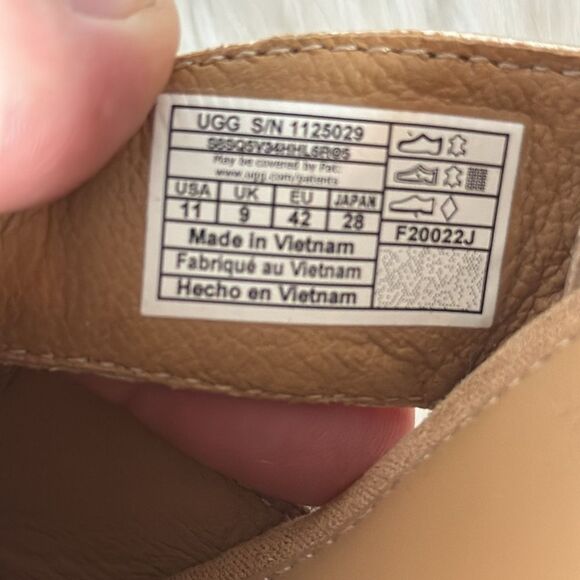 UGG S/N 1125029
May be covered by Pat.:
www.ugg.com/patents
USA UK EU JAPAN
11 9 42 28
Made in Vietnam
Fabriqué au Vietnam
Hecho en Vietnam
F20022J